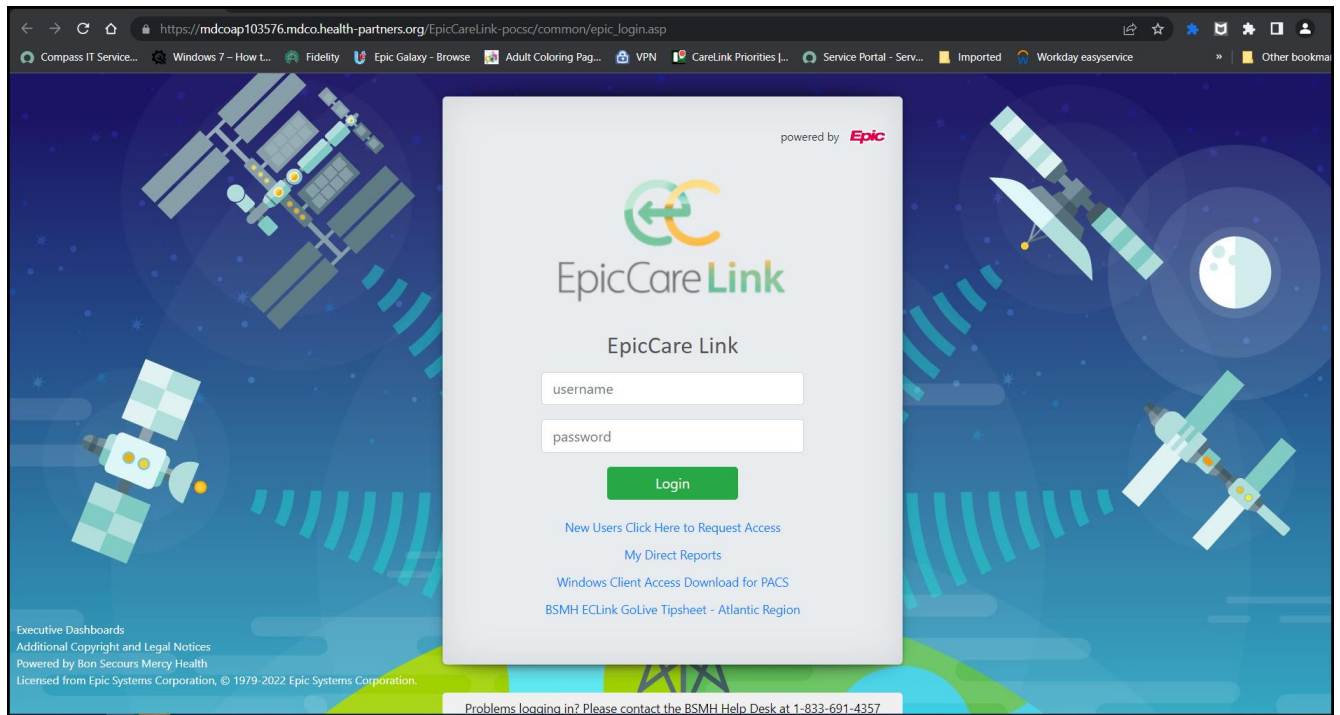 https://mdcoap103576.mdco.health-partners.org/EpicCareLink-pocsc/common/epic_login.asp
Compass IT Service... Windows 7 – How t... Fidelity Epic Galaxy - Browse Adult Coloring Pag... VPN CareLink Priorities |... Service Portal - Serv... Imported Workday easyservice » Other bookma
powered by Epic
EpicCare Link
EpicCare Link
username
password
Login
New Users Click Here to Request Access
My Direct Reports
Windows Client Access Download for PACS
BSMH ECLink GoLive Tipsheet - Atlantic Region
Executive Dashboards
Additional Copyright and Legal Notices
Powered by Bon Secours Mercy Health
Licensed from Epic Systems Corporation, © 1979-2022 Epic Systems Corporation.
Problems logging in? Please contact the BSMH Help Desk at 1-833-691-4357